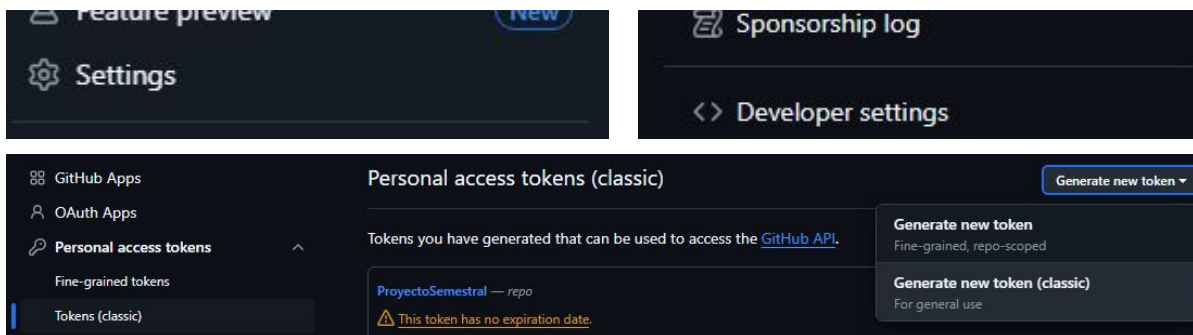 Feature preview
New
Settings
Sponsorship log
<> Developer settings
GitHub Apps
OAuth Apps
Personal access tokens
Fine-grained tokens
Tokens (classic)
Personal access tokens (classic)
Generate new token
Tokens you have generated that can be used to access the GitHub API.
ProyectoSemestral — repo
This token has no expiration date.
Generate new token
Fine-grained, repo-scoped
Generate new token (classic)
For general use